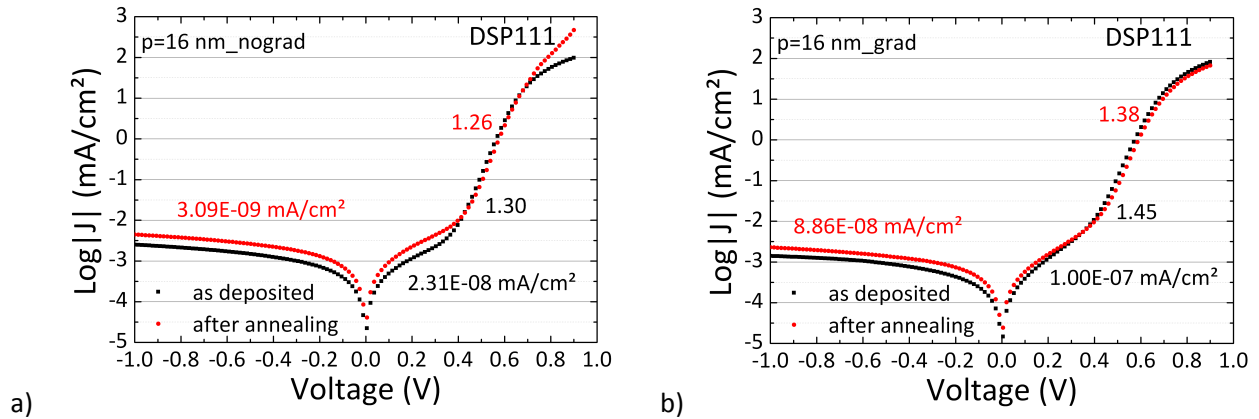 p=16 nm_nograd
DSP111
3
2
1
0
-1
-2
-3
-4
-5
Log|J| (mA/cm²)
1.26
1.30
3.09E-09 mA/cm²
2.31E-08 mA/cm²
as deposited
after annealing
-1.0 -0.8 -0.6 -0.4 -0.2 0.0 0.2 0.4 0.6 0.8 1.0
Voltage (V)
a)
p=16 nm_grad
DSP111
3
2
1
0
-1
-2
-3
-4
-5
Log|J| (mA/cm²)
1.38
1.45
8.86E-08 mA/cm²
1.00E-07 mA/cm²
as deposited
after annealing
-1.0 -0.8 -0.6 -0.4 -0.2 0.0 0.2 0.4 0.6 0.8 1.0
Voltage (V)
b)